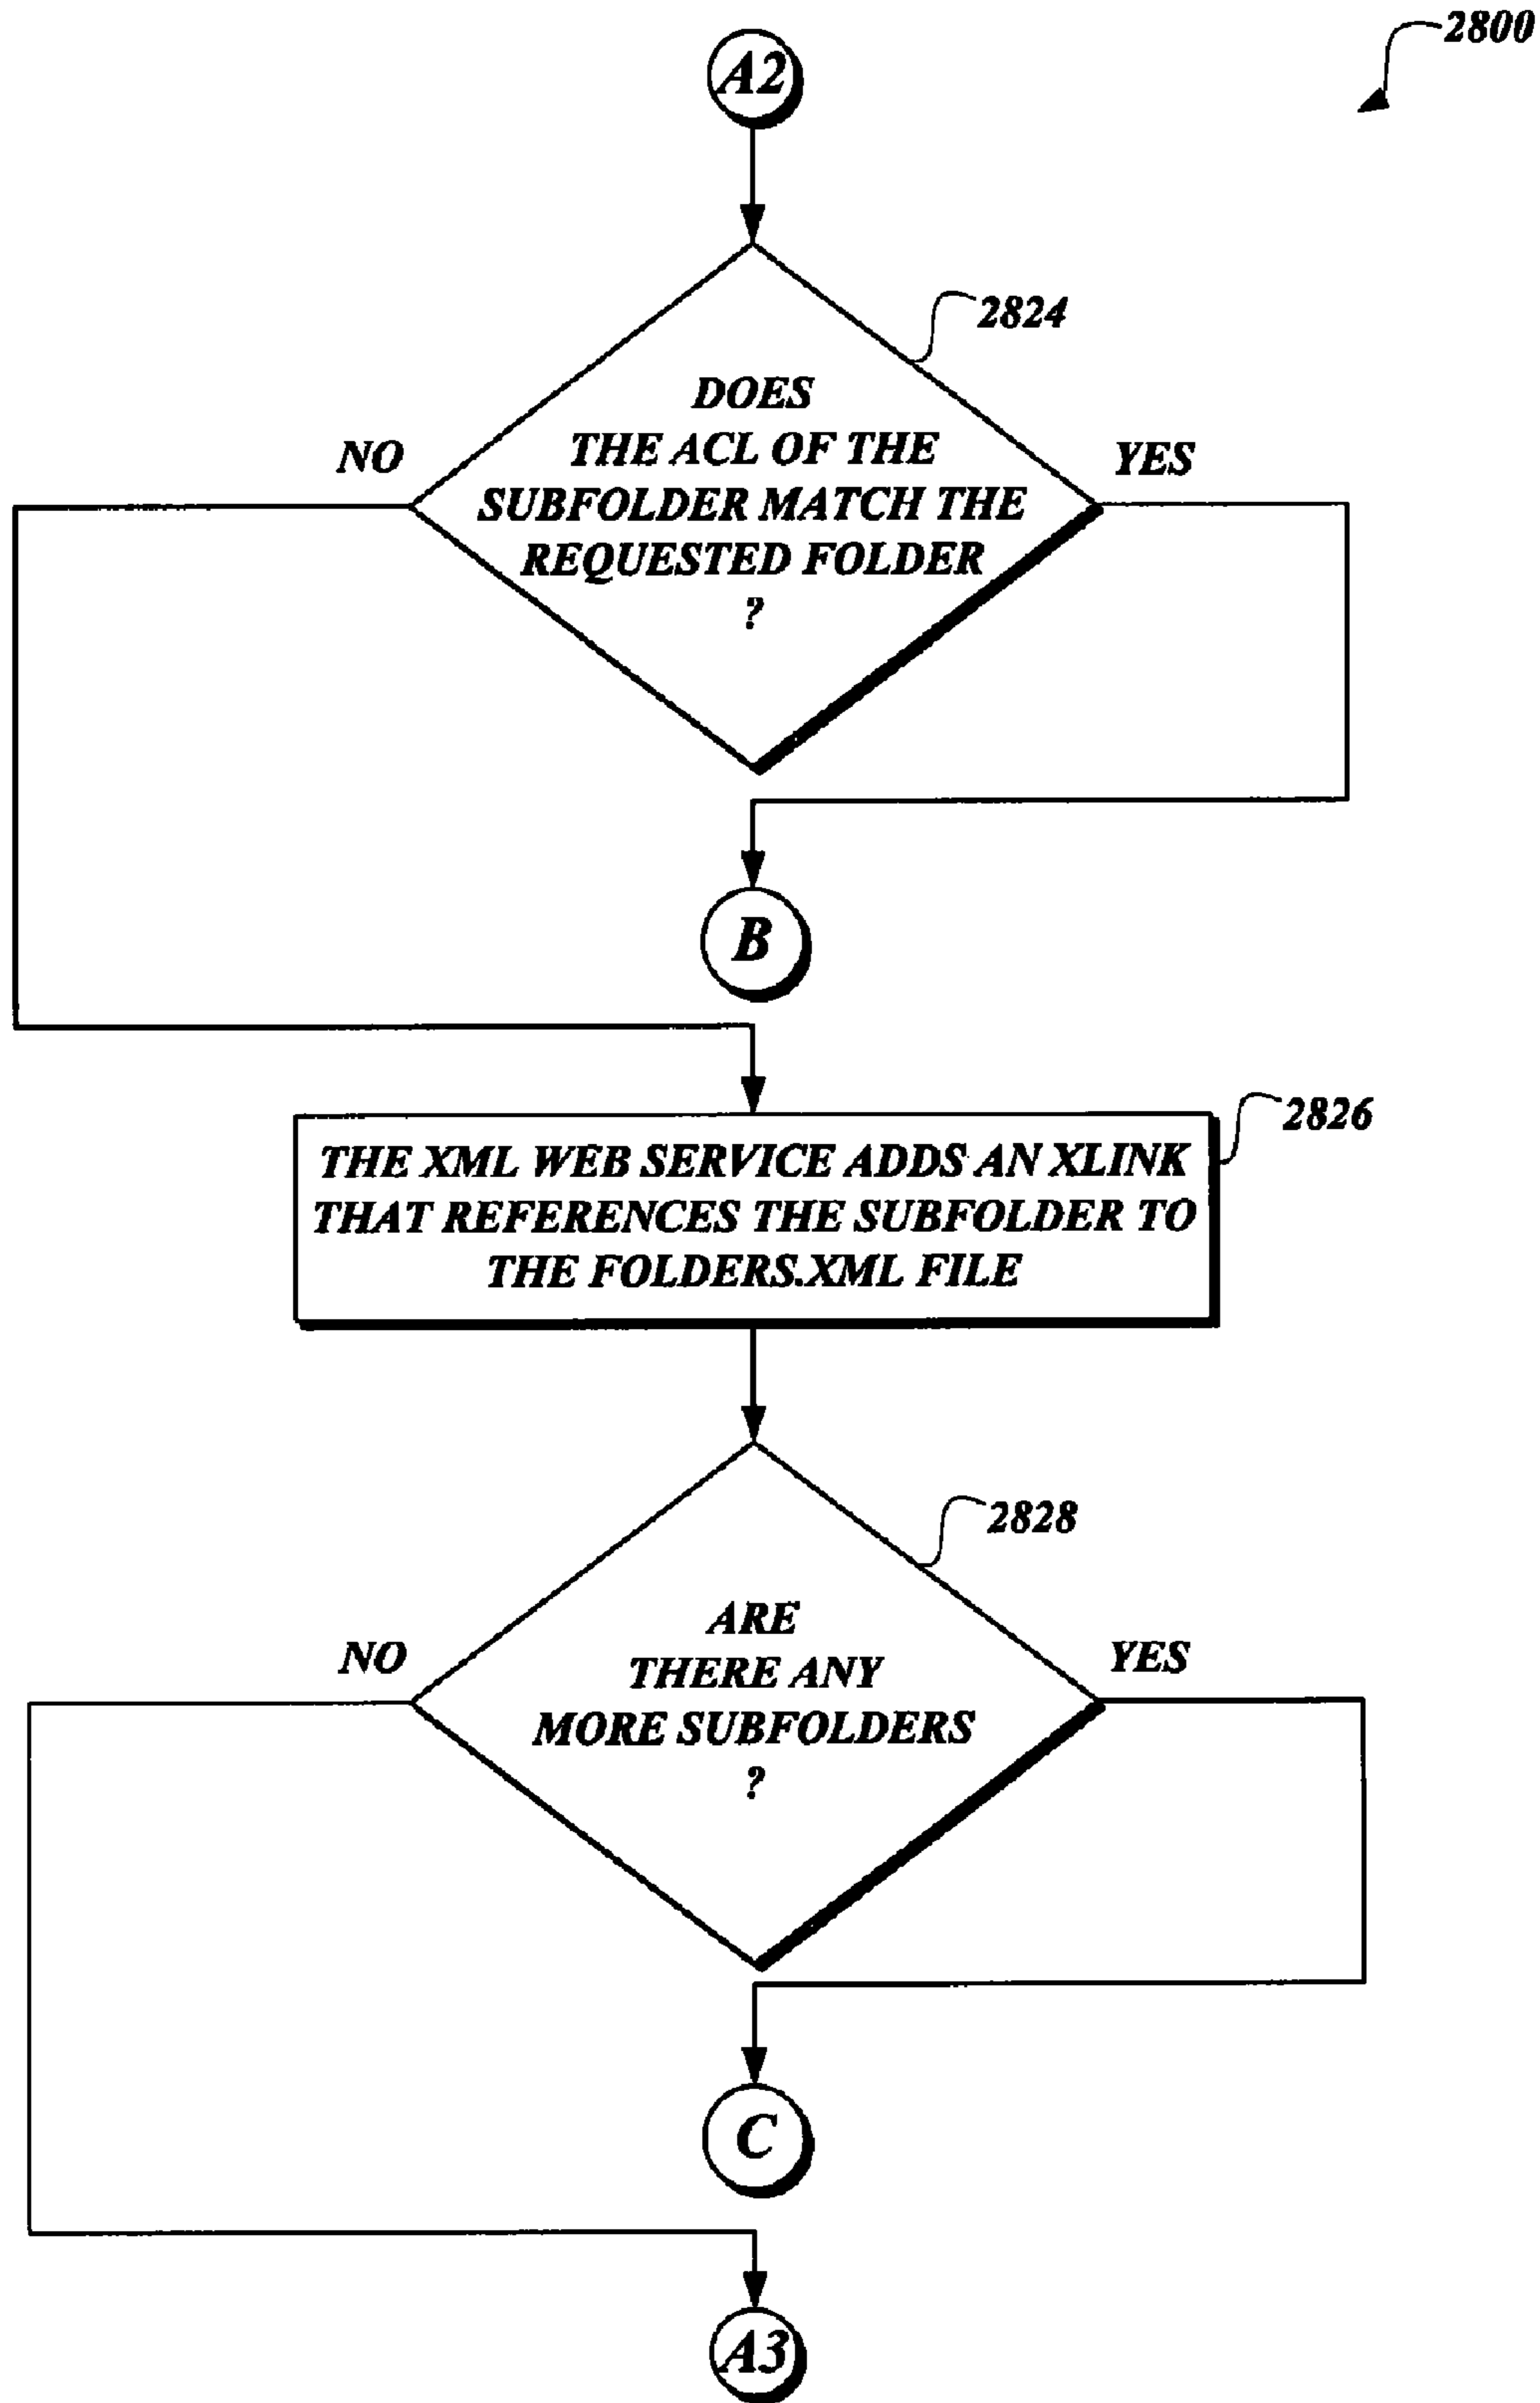 2800
A2
2824
DOES
THE ACL OF THE
SUBFOLDER MATCH THE
REQUESTED FOLDER
?
NO
YES
B
2826
THE XML WEB SERVICE ADDS AN XLINK
THAT REFERENCES THE SUBFOLDER TO
THE FOLDERS.XML FILE
2828
ARE
THERE ANY
MORE SUBFOLDERS
?
NO
YES
C
A3